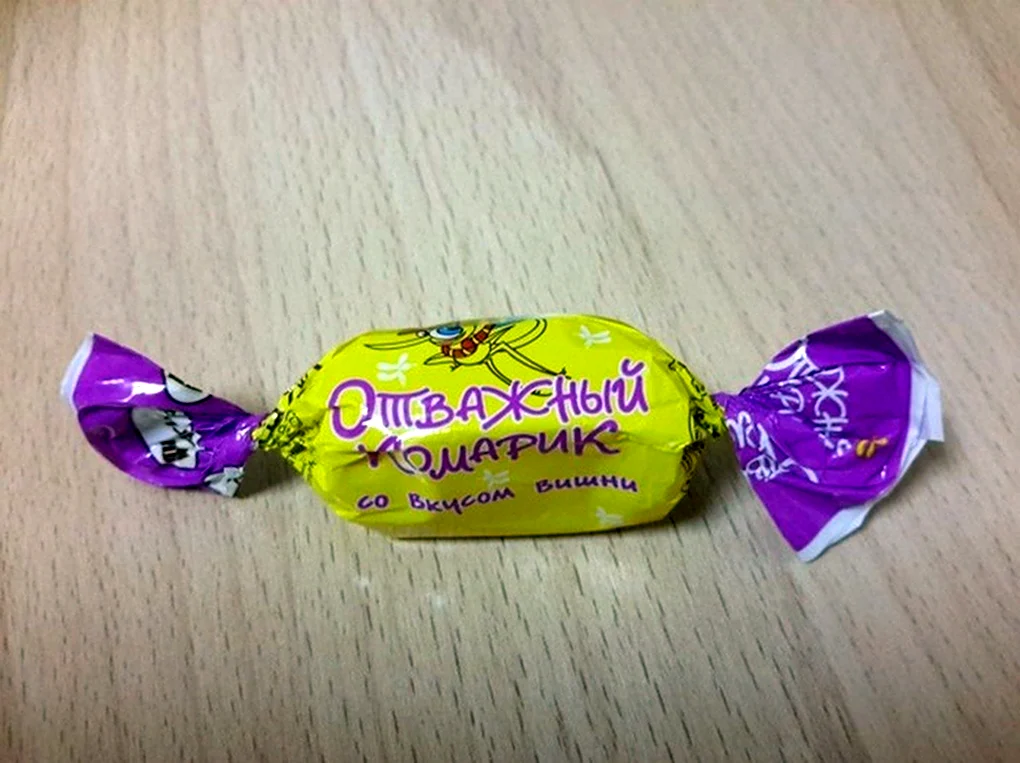 Отважный
комарик
со вкусом вишни